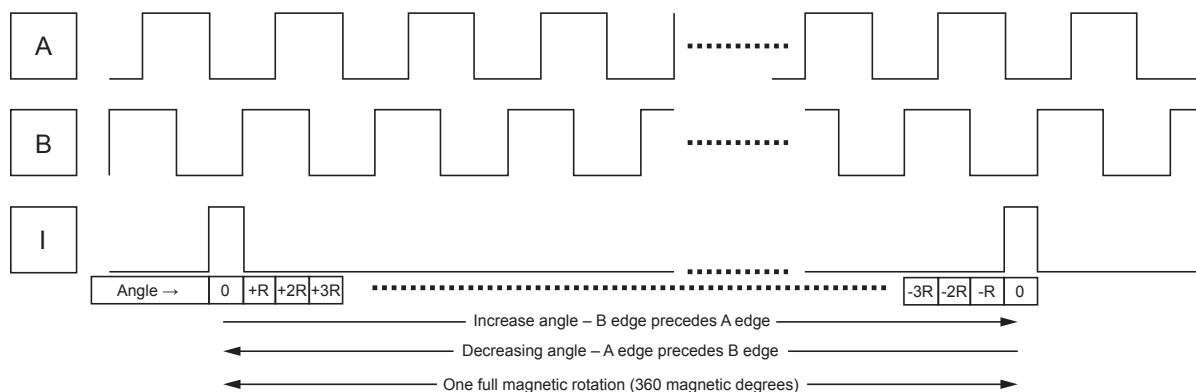 A
B
I
Angle → 0 +R +2R +3R -3R -2R -R 0
Increase angle – B edge precedes A edge
Decreasing angle – A edge precedes B edge
One full magnetic rotation (360 magnetic degrees)